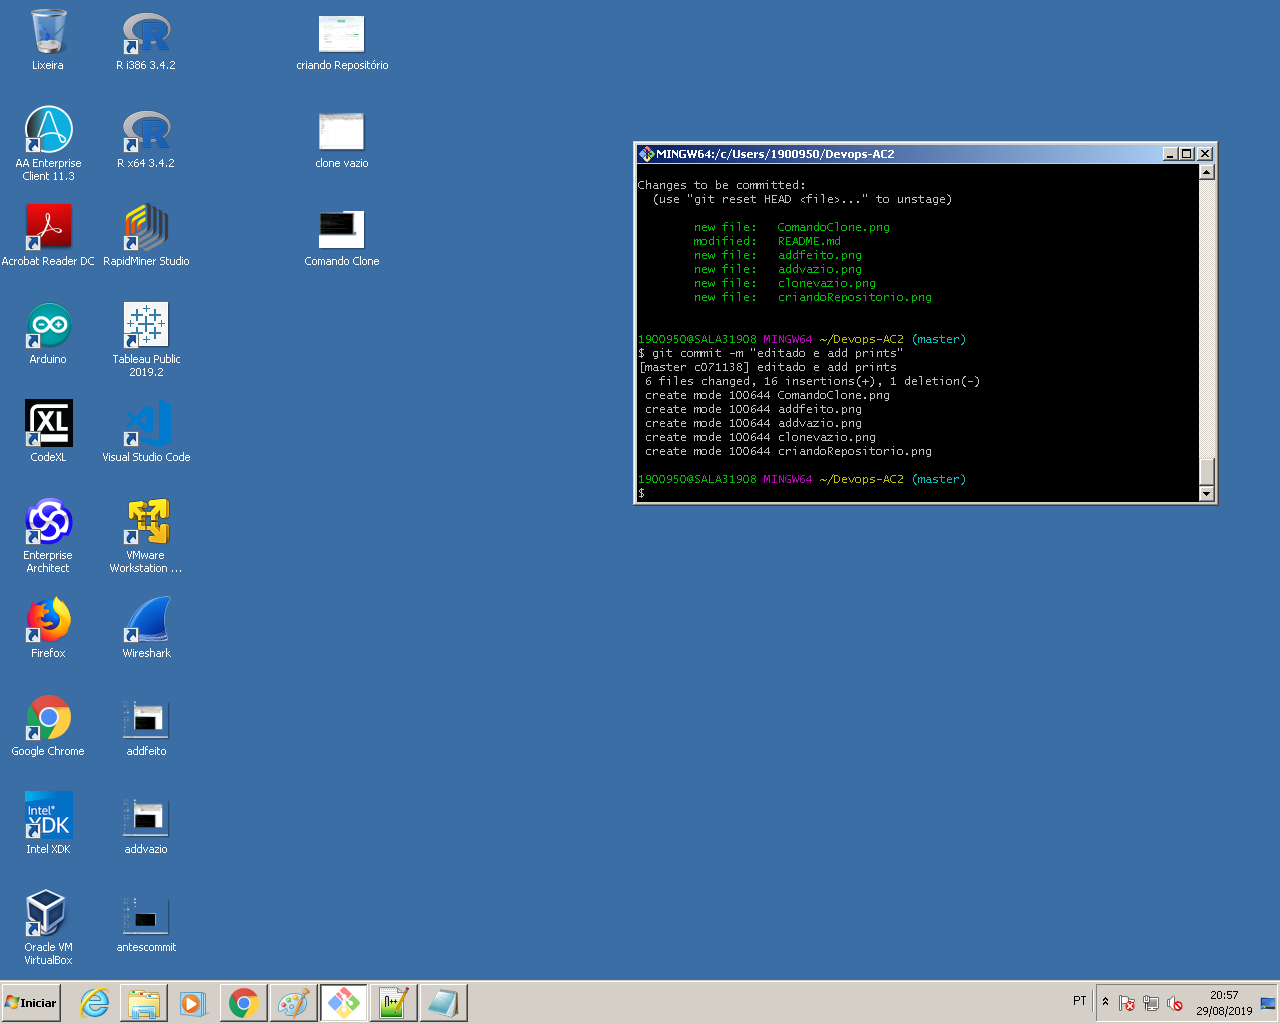 Lixeira
R i386 3.4.2
criando Repositório
AA Enterprise
Client 11.3
R x64 3.4.2
clone vazio
Acrobat Reader DC
RapidMiner Studio
Comando Clone
Arduino
Tableau Public
2019.2
XL
CodeXL
Visual Studio Code
Enterprise
Architect
VMware
Workstation ...
Firefox
Wireshark
Google Chrome
addfeito
Intel®
XDK
Intel XDK
addvazio
Oracle VM
VirtualBox
antescommit
MINGW64:/c/Users/1900950/Devops-AC2
Changes to be committed:
(use "git reset HEAD <file>..." to unstage)
new file:   ComandoClone.png
modified:   README.md
new file:   addfeito.png
new file:   addvazio.png
new file:   clonevazio.png
new file:   criandoRepositorio.png
1900950@SALA31908 MINGW64 ~/Devops-AC2 (master)
$ git commit -m "editado e add prints"
[master c071138] editado e add prints
6 files changed, 16 insertions(+), 1 deletion(-)
create mode 100644 ComandoClone.png
create mode 100644 addfeito.png
create mode 100644 addvazio.png
create mode 100644 clonevazio.png
create mode 100644 criandoRepositorio.png
1900950@SALA31908 MINGW64 ~/Devops-AC2 (master)
$
Iniciar
PT
20:57
29/08/2019